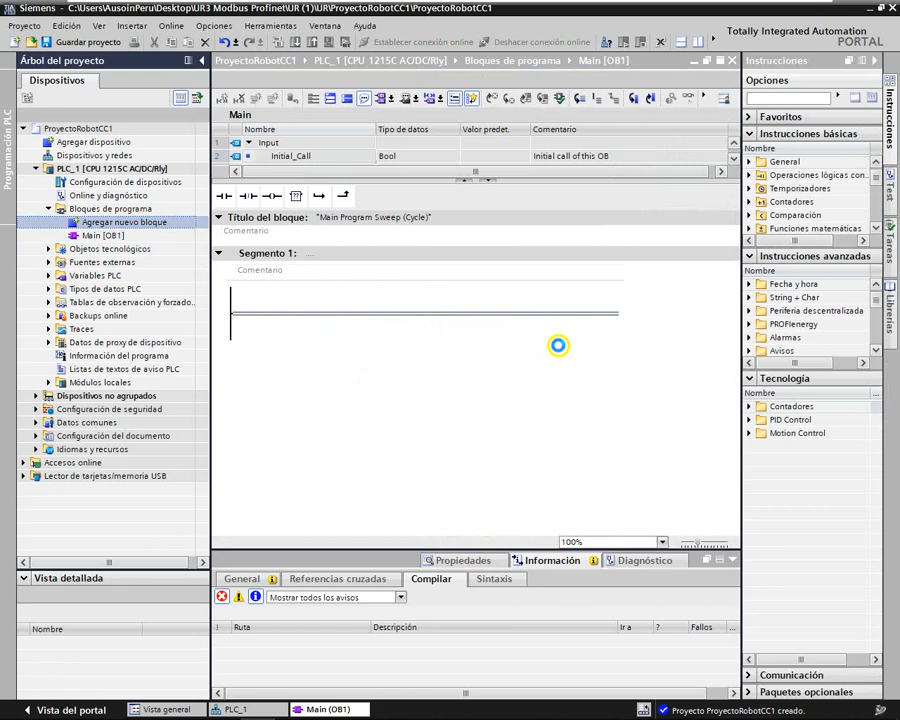 Siemens - C:\Users\AusoinPeru\Desktop\UR3 Modbus Profinet\UR (1)\UR\ProyectoRobotCC1\ProyectoRobotCC1
Proyecto Edición Ver Insertar Online Opciones Herramientas Ventana Ayuda
Guardar proyecto Establecer conexión online Deshacer conexión online
Totally Integrated Automation
PORTAL
Programación PLC
Árbol del proyecto
Dispositivos
ProyectoRobotCC1
Agregar dispositivo
Dispositivos y redes
PLC_1 [CPU 1215C AC/DC/Rly]
Configuración de dispositivos
Online y diagnóstico
Bloques de programa
Agregar nuevo bloque
Main [OB1]
Objetos tecnológicos
Fuentes externas
Variables PLC
Tipos de datos PLC
Tablas de observación y forzado...
Backups online
Traces
Datos de proxy de dispositivo
Información del programa
Listas de textos de aviso PLC
Módulos locales
Dispositivos no agrupados
Configuración de seguridad
Datos comunes
Configuración del documento
Idiomas y recursos
Accesos online
Lector de tarjetas/memoria USB
Vista detallada
Nombre
ProyectoRobotCC1 PLC_1 [CPU 1215C AC/DC/Rly] Bloques de programa Main [OB1]
Main
Nombre Tipo de datos Valor predet. Comentario
1 Input
2 Initial_Call Bool Initial call of this OB
Título del bloque: "Main Program Sweep (Cycle)"
Comentario
Segmento 1: ....
Comentario
100%
Propiedades Información Diagnóstico
General Referencias cruzadas Compilar Sintaxis
Mostrar todos los avisos
! Ruta Descripción Ir a ? Fallos ...
Instrucciones
Opciones
Favoritos
Instrucciones básicas
Nombre
General
Operaciones lógicas con
Temporizadores
Contadores
Comparación
Funciones matemáticas
Instrucciones avanzadas
Nombre
Fecha y hora
String + Char
Periferia descentralizada
PROFIenergy
Alarmas
Avisos
Tecnología
Nombre ...
Contadores
PID Control
Motion Control
Comunicación
Paquetes opcionales
Instrucciones
Test
Tareas
Librerías
Vista del portal Vista general PLC_1 Main (OB1) Proyecto ProyectoRobotCC1 creado.